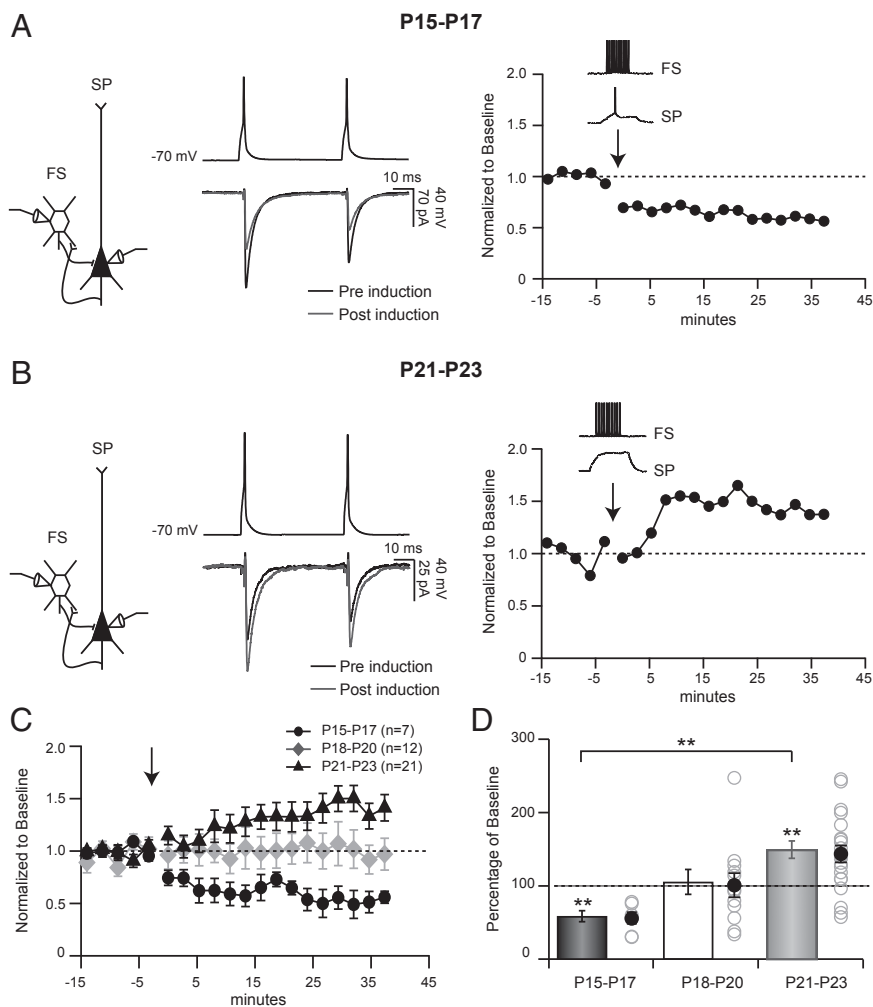 A
P15-P17
SP
FS
-70 mV
10 ms
40 mV
70 pA
Pre induction
Post induction
FS
SP
Normalized to Baseline
2.0
1.5
1.0
0.5
0
-15 -5 5 15 25 35 45
minutes
B
P21-P23
SP
FS
-70 mV
10 ms
40 mV
25 pA
Pre induction
Post induction
FS
SP
Normalized to Baseline
2.0
1.5
1.0
0.5
0
-15 -5 5 15 25 35 45
minutes
C
P15-P17 (n=7)
P18-P20 (n=12)
P21-P23 (n=21)
Normalized to Baseline
2.0
1.5
1.0
0.5
0
-15 -5 5 15 25 35 45
minutes
D
Percentage of Baseline
300
200
100
0
**
**
**
P15-P17 P18-P20 P21-P23